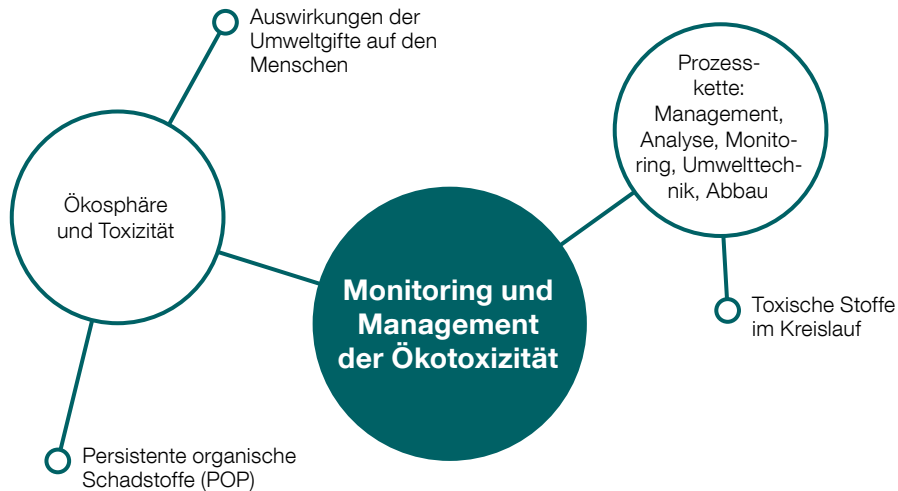 Auswirkungen der
Umweltgifte auf den
Menschen
Prozess-
kette:
Management,
Analyse, Monito-
ring, Umwelttech-
nik, Abbau
Ökosphäre
und Toxizität
Monitoring und
Management
der Ökotoxizität
Toxische Stoffe
im Kreislauf
Persistente organische
Schadstoffe (POP)